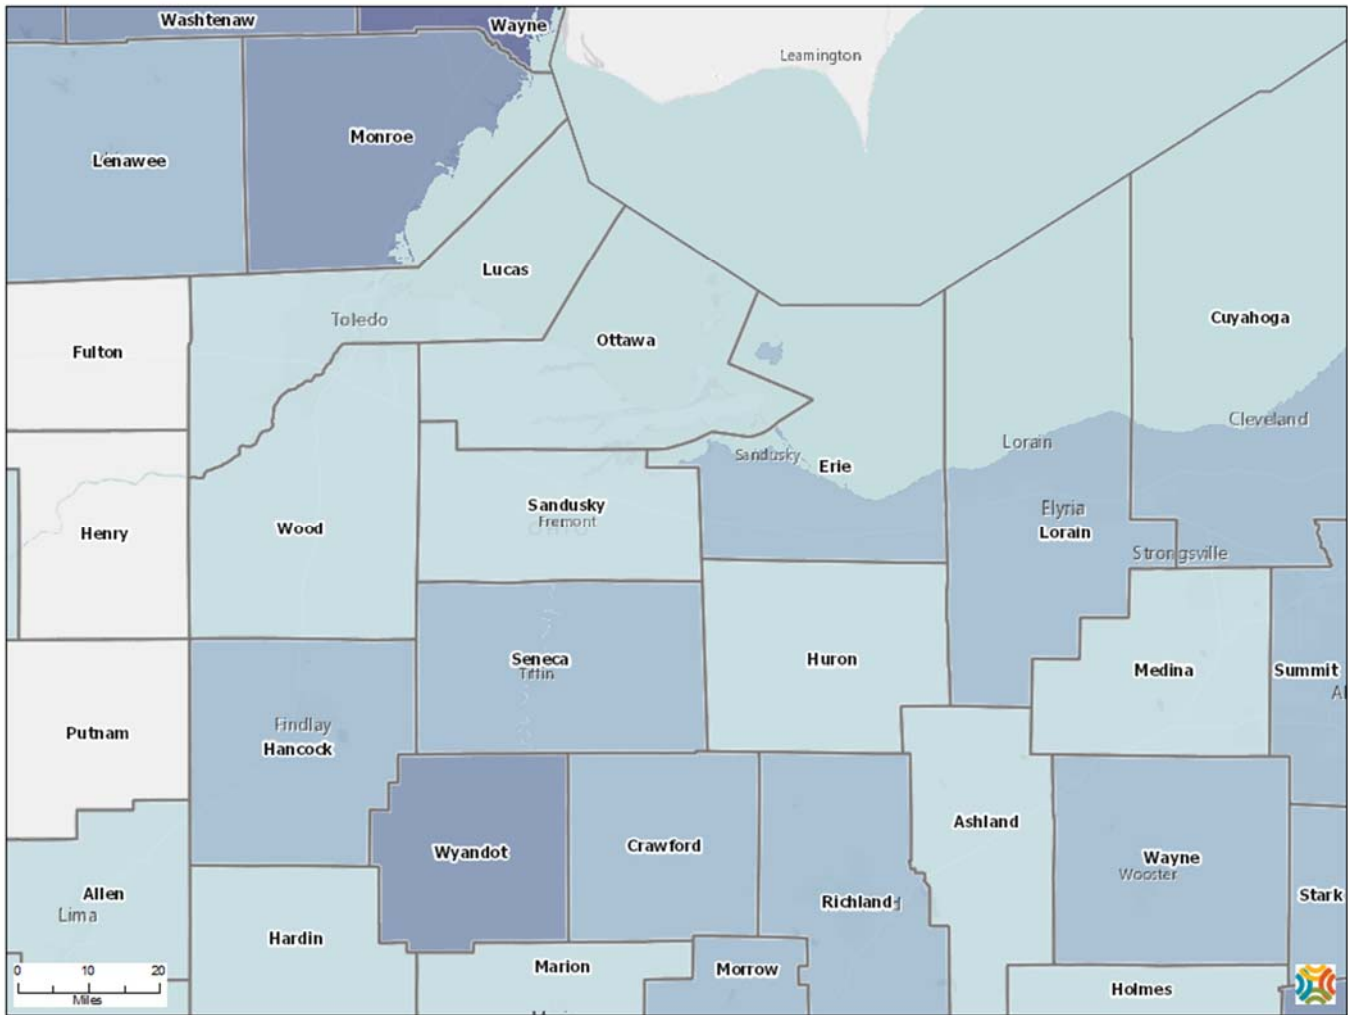 Washtenaw
Wayne
Leamington
Monroe
Lenawee
Lucas
Toledo
Cuyahoga
Ottawa
Fulton
Cleveland
Lorain
Sandusky
Erie
Sandusky
Fremont
Elyria
Lorain
Henry
Wood
Strongsville
Seneca
Tiffin
Huron
Medina
Summit
Findlay
Hancock
Putnam
Ashland
Crawford
Wyandot
Wayne
Wooster
Allen
Lima
Richland
Stark
Hardin
Marion
Morrow
Holmes
0 10 20
Miles